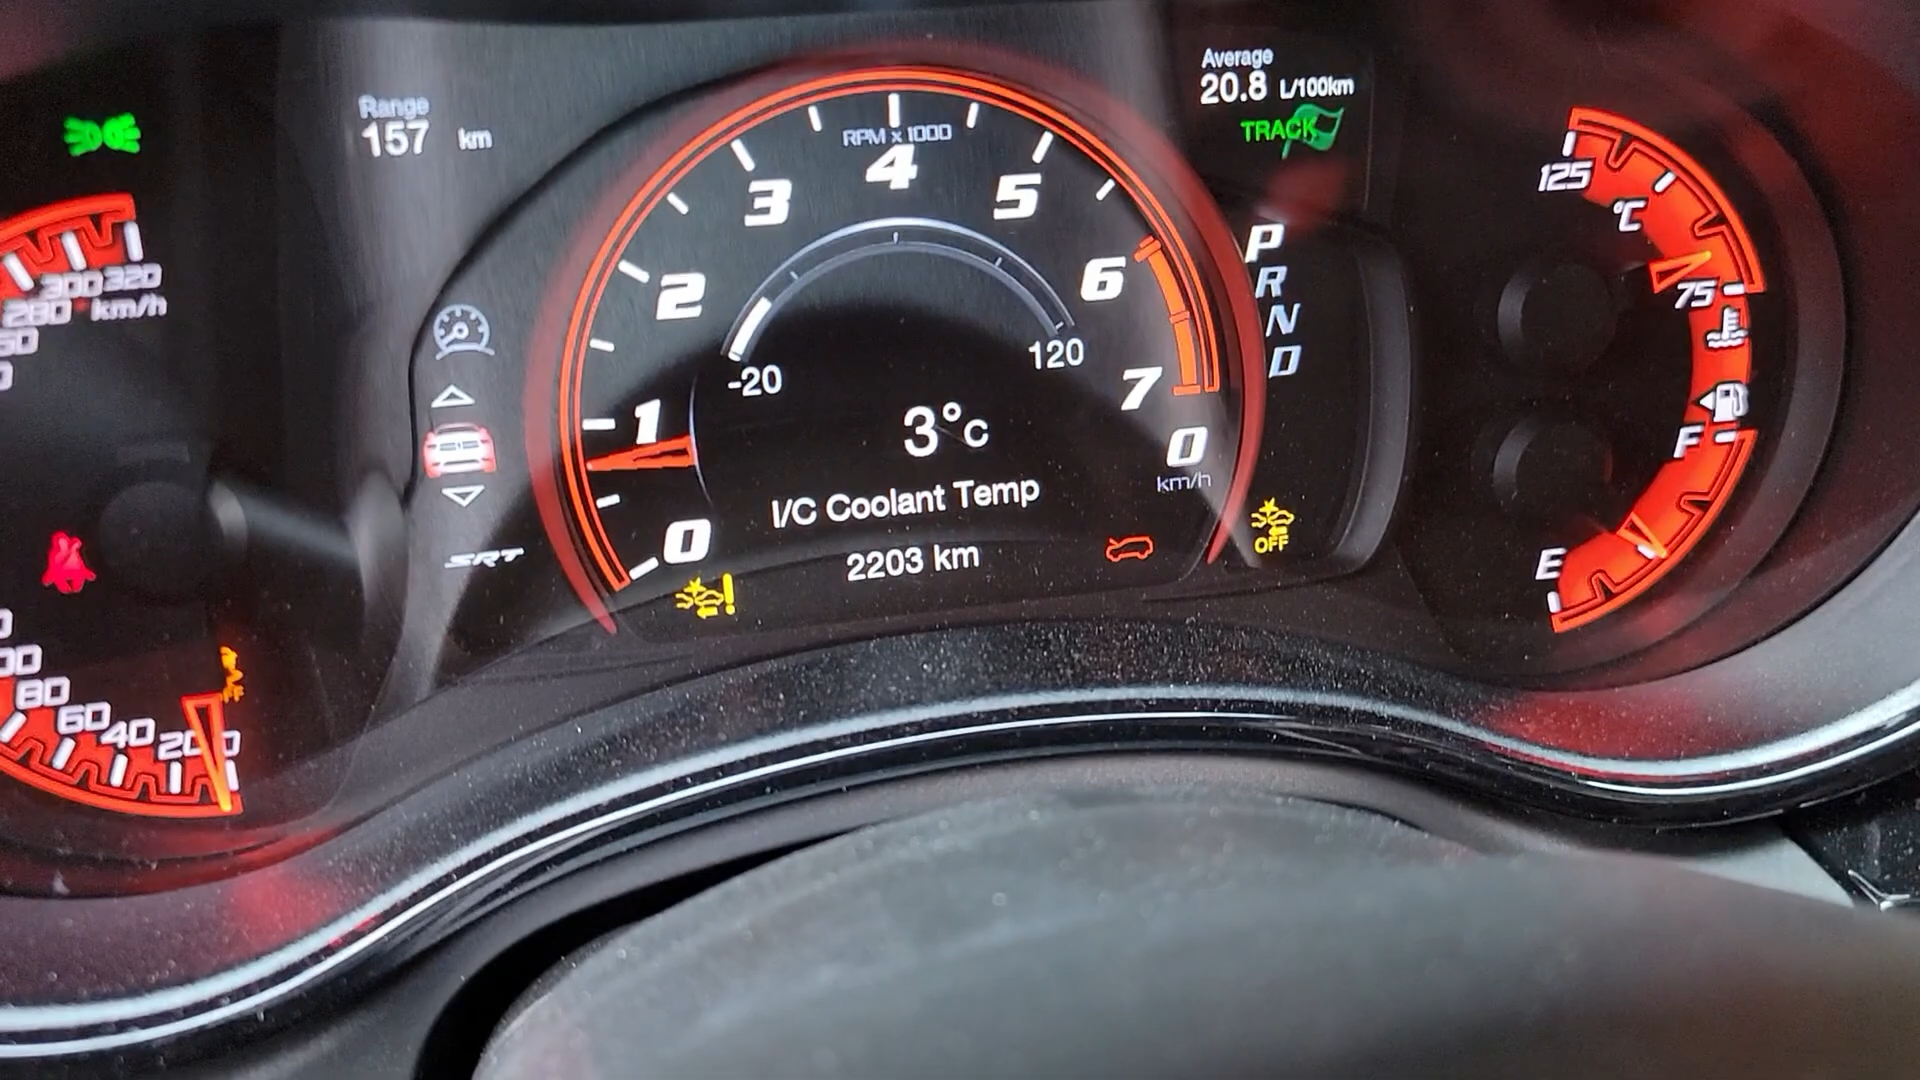 Range
157 km
Average
20.8 L/100km
TRACK
RPM x 1000
0
1
2
3
4
5
6
7
-20
120
3°C
I/C Coolant Temp
2203 km
0
km/h
P
R
N
D
OFF
SRT
125
°C
75
F
E
320
300
280 km/h
80
60
40
20
0